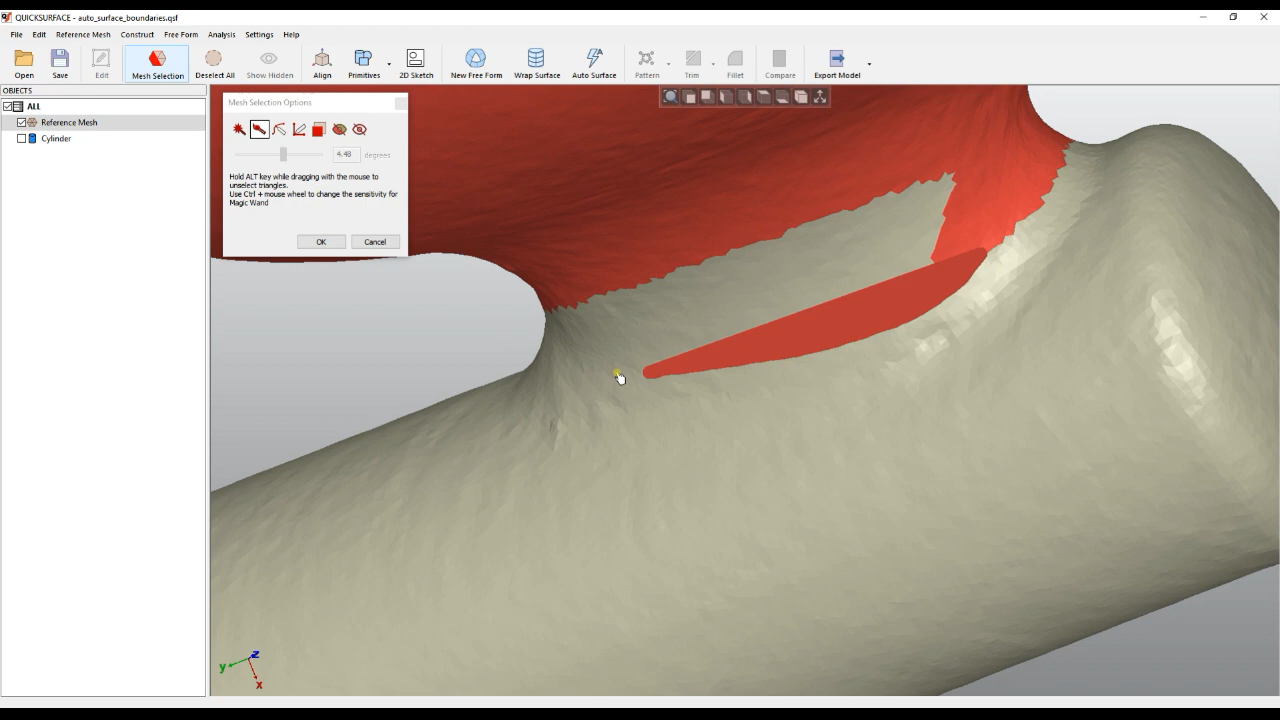 QUICKSURFACE - auto_surface_boundaries.qsf
File Edit Reference Mesh Construct Free Form Analysis Settings Help
Open Save Edit Mesh Selection Deselect All Show Hidden Align Primitives 2D Sketch New Free Form Wrap Surface Auto Surface Pattern Trim Fillet Compare Export Model
OBJECTS
ALL
Reference Mesh
Cylinder
Mesh Selection Options
4.48 degrees
Hold ALT key while dragging with the mouse to
unselect triangles.
Use Ctrl + mouse wheel to change the sensitivity for
Magic Wand
OK Cancel
z
y
x